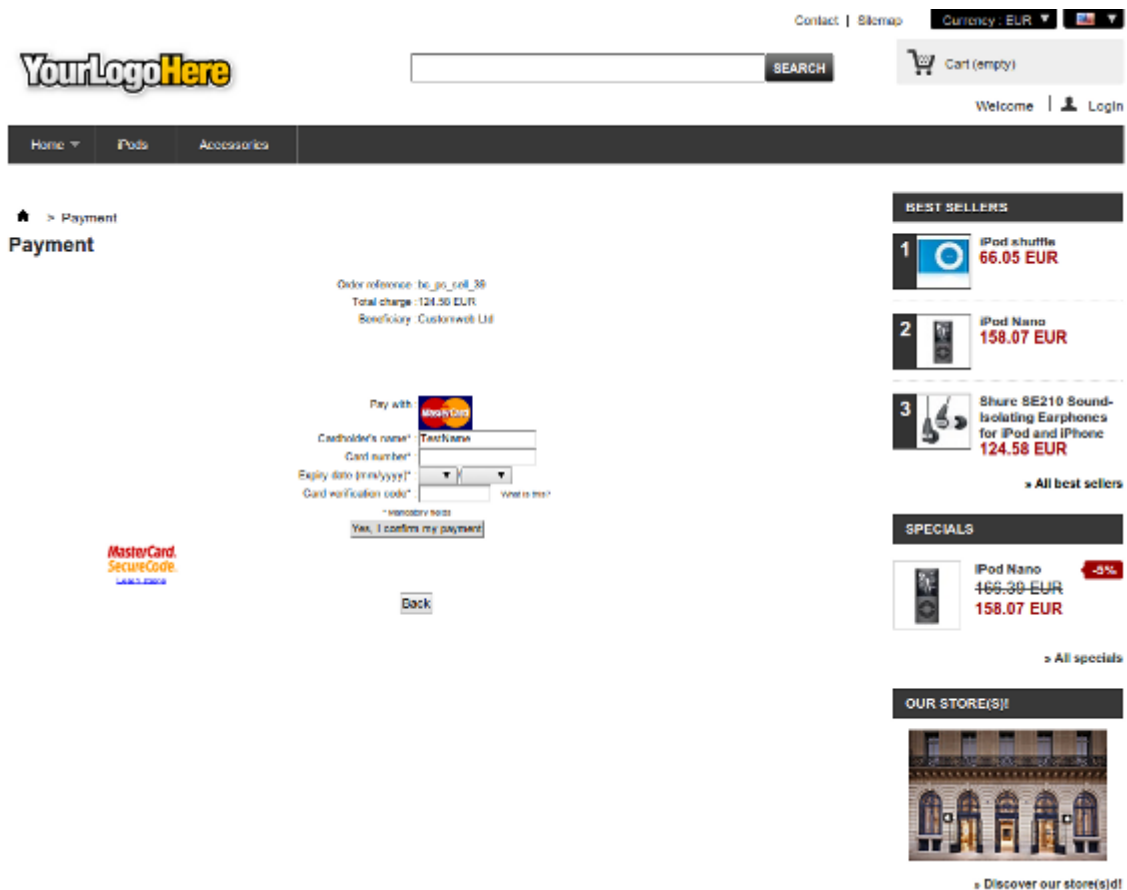 Contact | Sitemap Currency : EUR ▼
YourLogoHere
SEARCH
Cart (empty)
Welcome | Login
Home iPods Accessories
> Payment
Payment
Order reference :
Total charge : 124.58 EUR
Beneficiary : Customweb Ltd
Pay with : MasterCard
Cardholder's name* : TestName
Card number* :
Expiry date (mm/yyyy)* : /
Card verification code* : What is this?
* Mandatory fields
Yes, I confirm my payment
MasterCard.
SecureCode.
Learn more
Back
BEST SELLERS
1 iPod shuffle
66.05 EUR
2 iPod Nano
158.07 EUR
3 Shure SE210 Sound-
Isolating Earphones
for iPod and iPhone
124.58 EUR
» All best sellers
SPECIALS
iPod Nano -5%
166.39 EUR
158.07 EUR
» All specials
OUR STORE(S)!
» Discover our store(s)d!